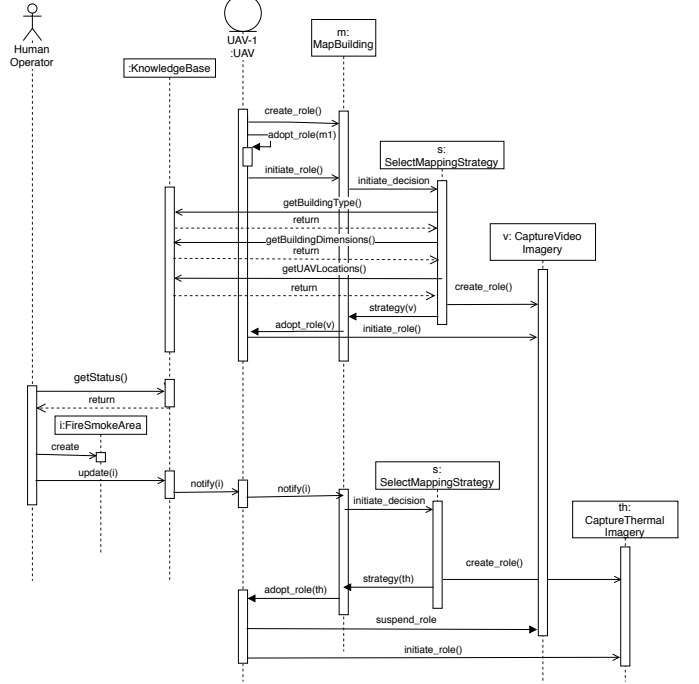 Human
Operator
UAV-1
:UAV
m:
MapBuilding
:KnowledgeBase
create_role()
adopt_role(m1)
s:
SelectMappingStrategy
initiate_role()
initiate_decision
getBuildingType()
return
getBuildingDimensions()
return
v: CaptureVideo
Imagery
getUAVLocations()
return
create_role()
strategy(v)
adopt_role(v)
initiate_role()
getStatus()
return
i:FireSmokeArea
create
update(i)
notify(i)
notify(i)
s:
SelectMappingStrategy
initiate_decision
th:
CaptureThermal
Imagery
create_role()
strategy(th)
adopt_role(th)
suspend_role
initiate_role()